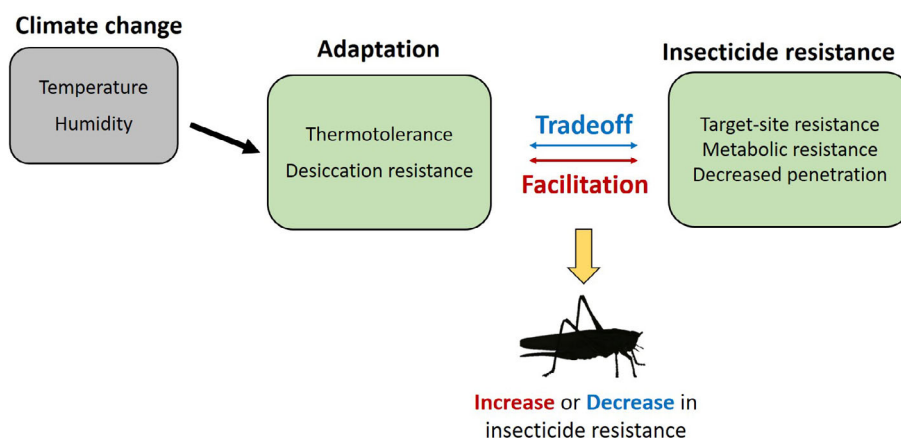 Climate change
Temperature
Humidity
Adaptation
Thermotolerance
Desiccation resistance
Tradeoff
Facilitation
Insecticide resistance
Target-site resistance
Metabolic resistance
Decreased penetration
Increase or Decrease in
insecticide resistance